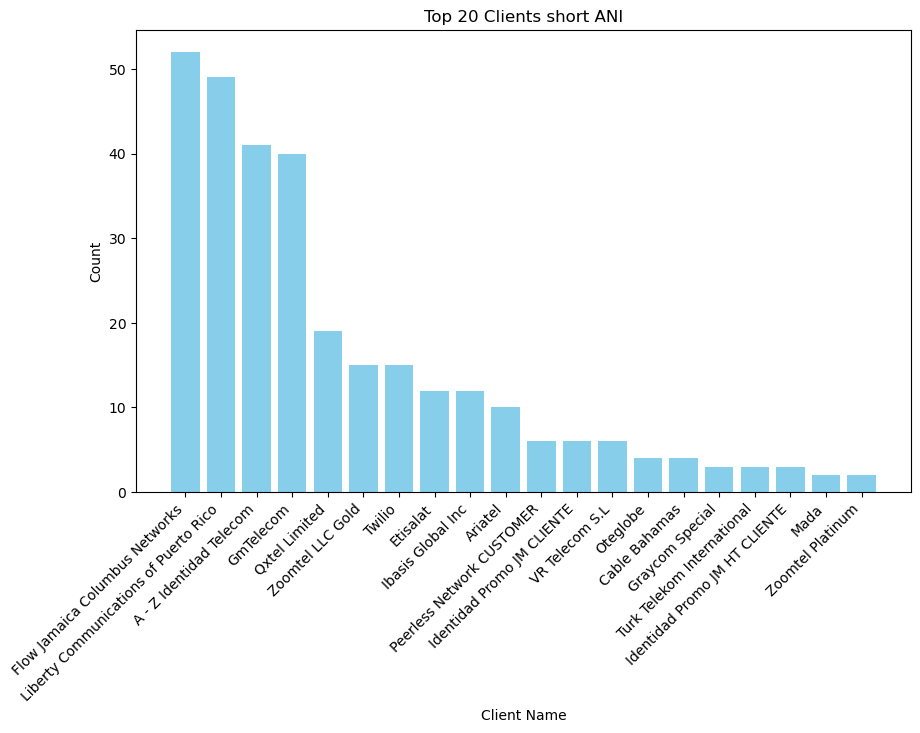 Top 20 Clients short ANI
50
40
30
20
10
0
Count
Flow Jamaica Columbus Networks
Liberty Communications of Puerto Rico
A - Z Identidad Telecom
GmTelecom
Qxtel Limited
Zoomtel LLC Gold
Twilio
Etisalat
Ibasis Global Inc
Ariatel
Peerless Network CUSTOMER
Identidad Promo JM CLIENTE
VR Telecom S.L
Oteglobe
Cable Bahamas
Graycom Special
Turk Telekom International
Identidad Promo JM HT CLIENTE
Mada
Zoomtel Platinum
Client Name